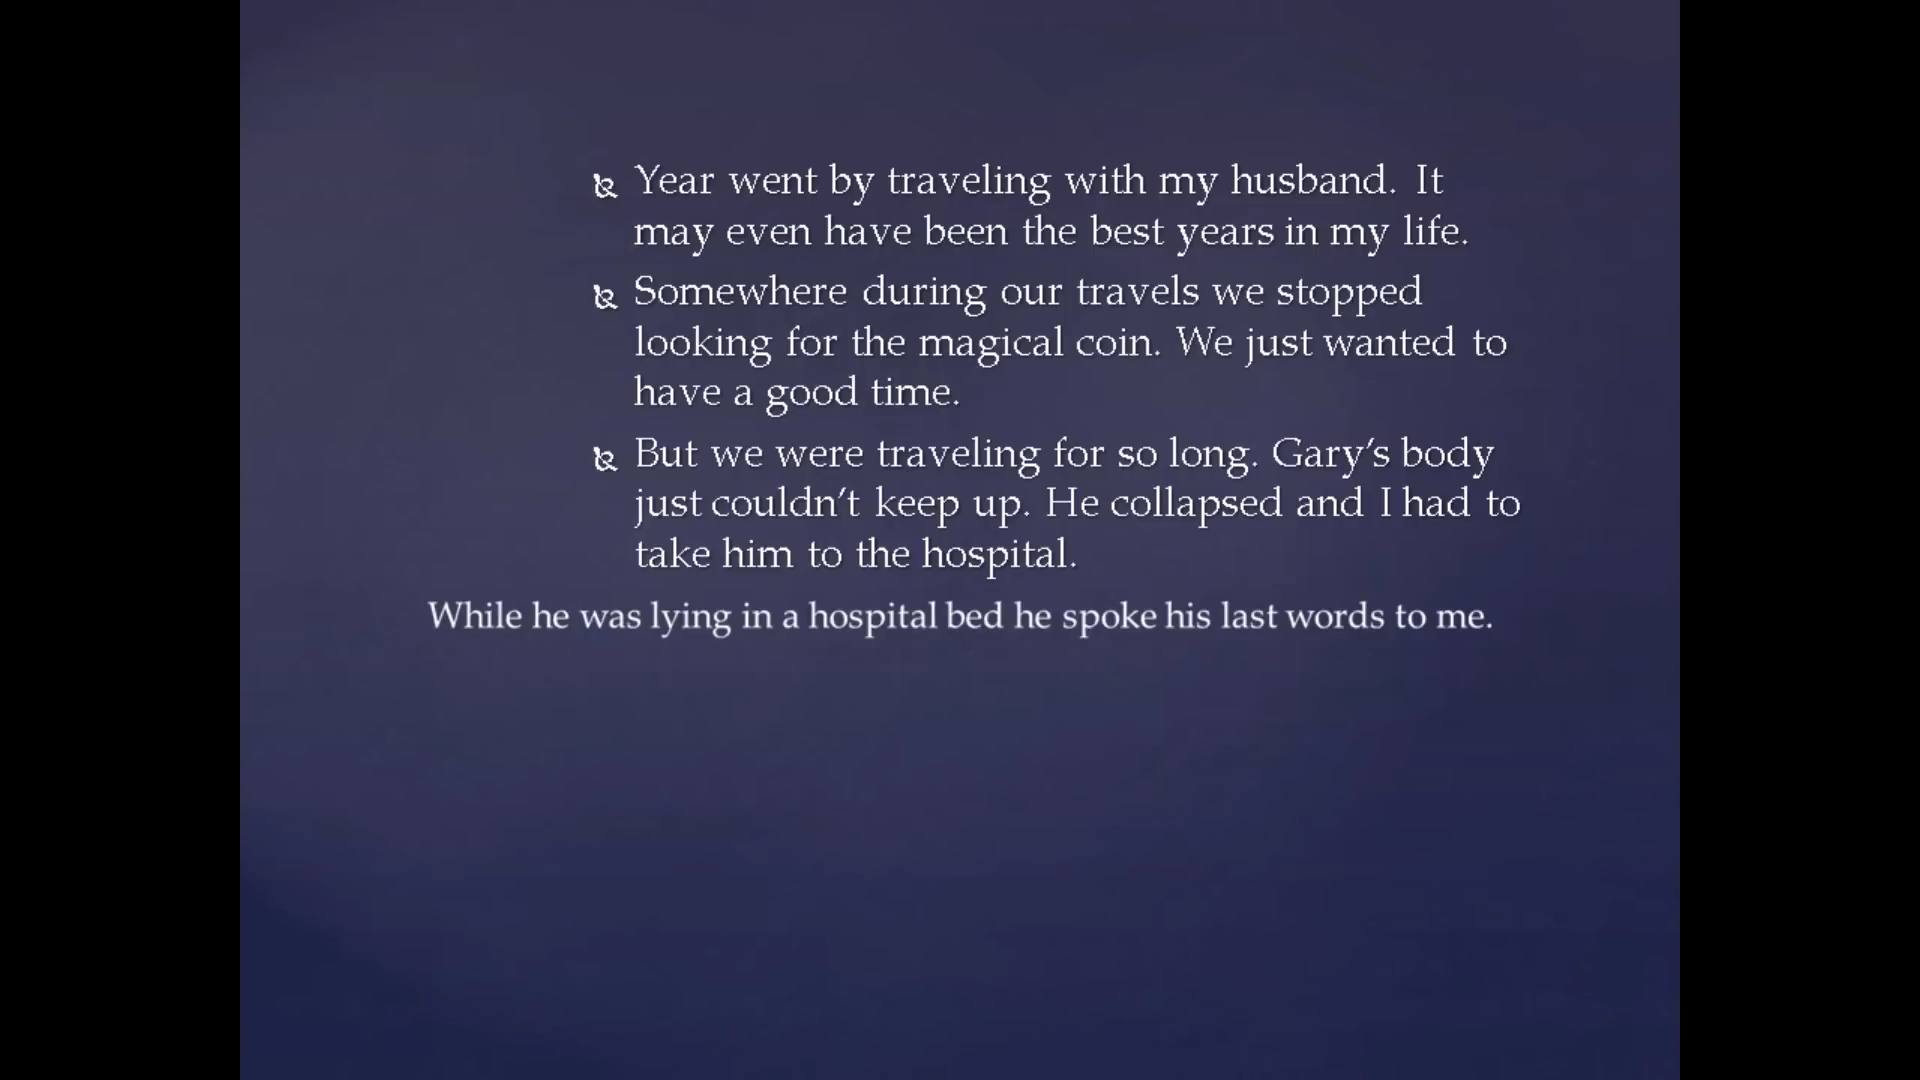 Year went by traveling with my husband. It
may even have been the best years in my life.
Somewhere during our travels we stopped
looking for the magical coin. We just wanted to
have a good time.
But we were traveling for so long. Gary’s body
just couldn’t keep up. He collapsed and I had to
take him to the hospital.
While he was lying in a hospital bed he spoke his last words to me.